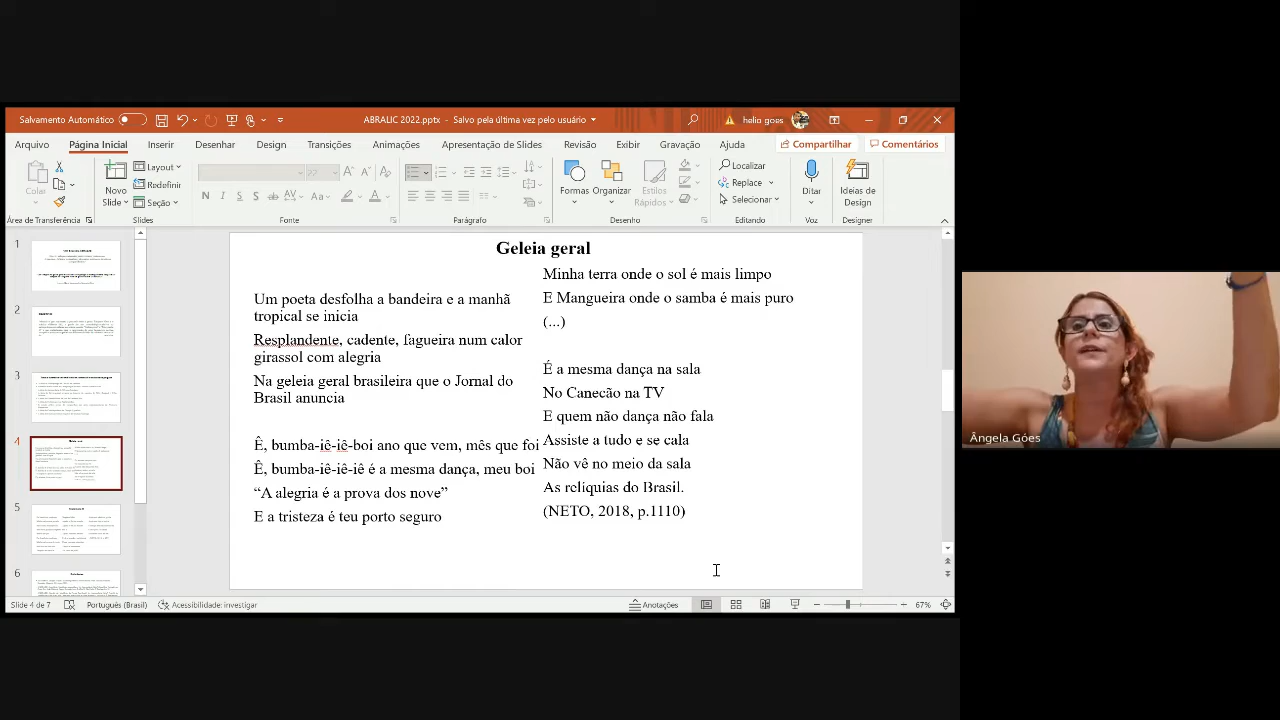 Salvamento Automático
ABRALIC 2022.pptx - Salvo pela última vez pelo usuário
helio goes
Arquivo
Página Inicial
Inserir
Desenhar
Design
Transições
Animações
Apresentação de Slides
Revisão
Exibir
Gravação
Ajuda
Compartilhar
Comentários
Colar
Novo
Slide
Layout
Redefinir
Seção
N I S S ab Aa
Formas
Organizar
Estilos
Rápidos
Localizar
Replace
Selecionar
Ditar
Ideias de
Design
Área de Transferência
Slides
Fonte
Parágrafo
Desenho
Editando
Voz
Designer
1
2
3
4
5
6
Geleia geral
Um poeta desfolha a bandeira e a manhã
tropical se inicia
Resplandente, cadente, fagueira num calor
girassol com alegria
Na geleia geral brasileira que o Jornal do
Brasil anuncia
Ê, bumba-iê-iê-boi ano que vem, mês que foi
Ê, bumba-iê-iê-iê é a mesma dança, meu boi
“A alegria é a prova dos nove”
E a tristeza é teu porto seguro
Minha terra onde o sol é mais limpo
E Mangueira onde o samba é mais puro
(...)
É a mesma dança na sala
No Canecão na TV
E quem não dança não fala
Assiste a tudo e se cala
Não vê no meio da sala
As relíquias do Brasil.
(NETO, 2018, p.1110)
Ângela Góes
Slide 4 de 7
Português (Brasil)
Acessibilidade: investigar
Anotações
67%